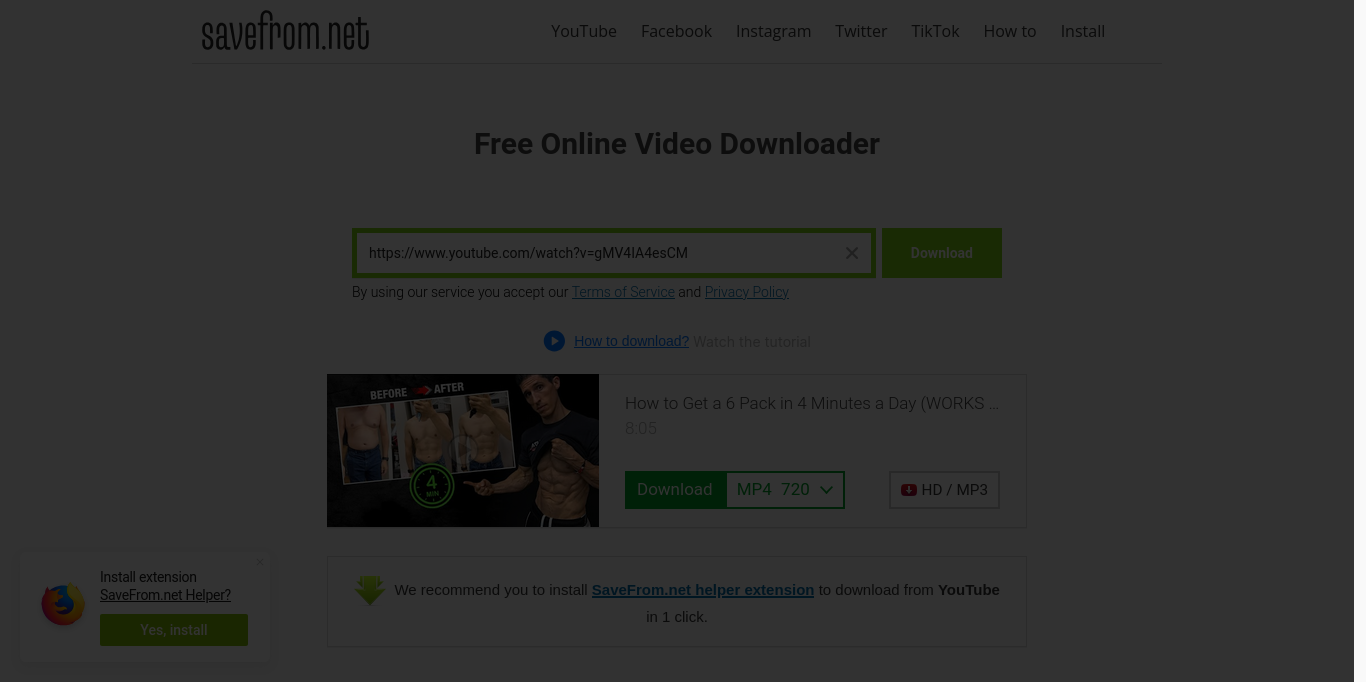 savefrom.net
YouTube Facebook Instagram Twitter TikTok How to Install
Free Online Video Downloader
https://www.youtube.com/watch?v=gMV4IA4esCM
Download
By using our service you accept our Terms of Service and Privacy Policy
How to download? Watch the tutorial
BEFORE AFTER
4
MIN
How to Get a 6 Pack in 4 Minutes a Day (WORKS ...
8:05
Download MP4 720
HD / MP3
We recommend you to install SaveFrom.net helper extension to download from YouTube
in 1 click.
Install extension
SaveFrom.net Helper?
Yes, install